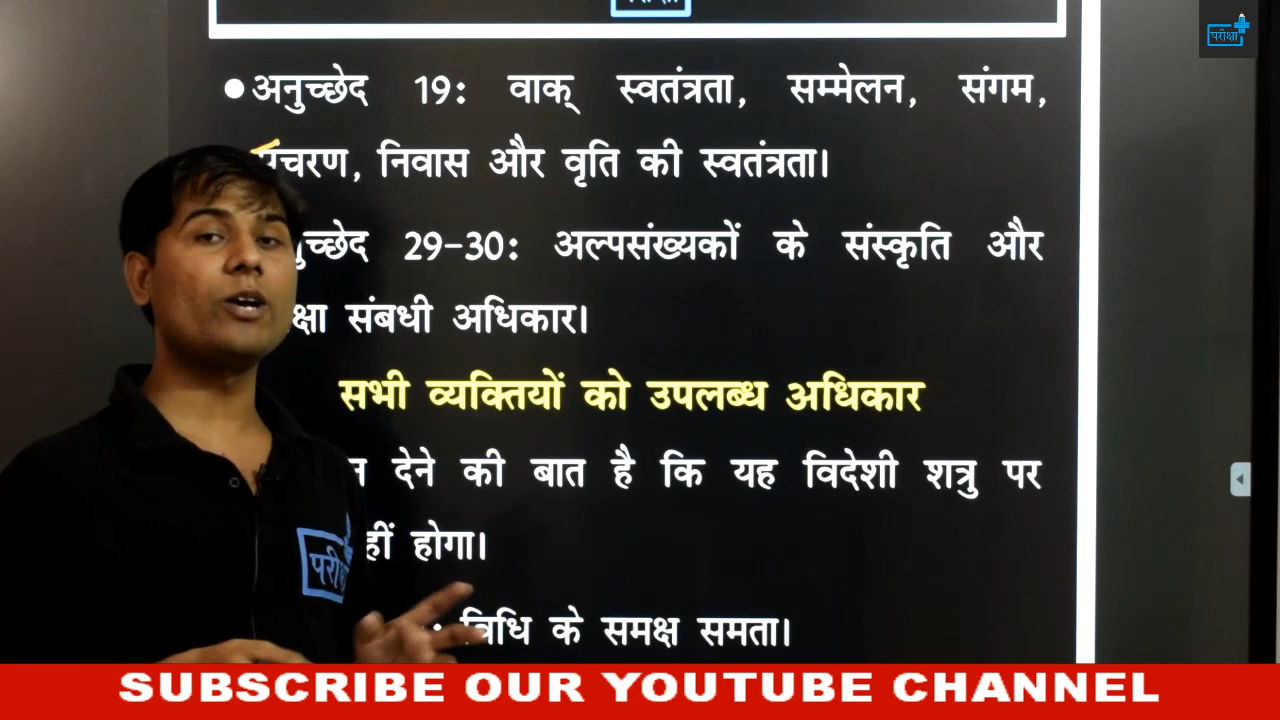 परीक्षा
अनुच्छेद 19: वाक् स्वतंत्रता, सम्मेलन, संगम,
निवास और वृति की स्वतंत्रता।
29-30: अल्पसंख्यकों के संस्कृति और
संबधी अधिकार।
सभी व्यक्तियों को उपलब्ध अधिकार
देने की बात है कि यह विदेशी शत्रु पर
होगा।
विधि के समक्ष समता।
SUBSCRIBE OUR YOUTUBE CHANNEL